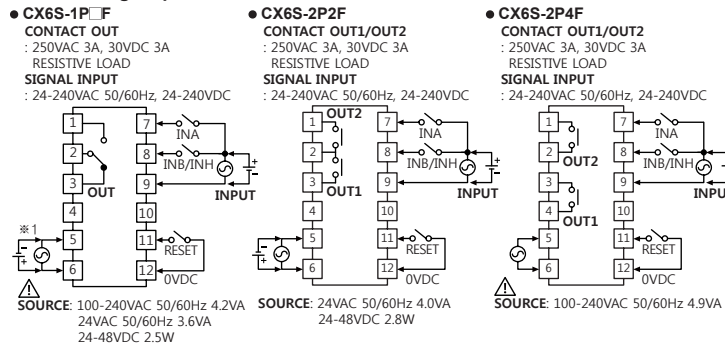 ● CX6S-1P□F
CONTACT OUT
: 250VAC 3A, 30VDC 3A
RESISTIVE LOAD
SIGNAL INPUT
: 24-240VAC 50/60Hz, 24-240VDC
1
2
3
4
5
6
7
8
9
10
11
12
OUT
INA
INB/INH
INPUT
RESET
0VDC
※1
SOURCE: 100-240VAC 50/60Hz 4.2VA
24VAC 50/60Hz 3.6VA
24-48VDC 2.5W
● CX6S-2P2F
CONTACT OUT1/OUT2
: 250VAC 3A, 30VDC 3A
RESISTIVE LOAD
SIGNAL INPUT
: 24-240VAC 50/60Hz, 24-240VDC
1
2
3
4
5
6
7
8
9
10
11
12
OUT2
OUT1
INA
INB/INH
INPUT
RESET
0VDC
SOURCE: 24VAC 50/60Hz 4.0VA
24-48VDC 2.8W
● CX6S-2P4F
CONTACT OUT1/OUT2
: 250VAC 3A, 30VDC 3A
RESISTIVE LOAD
SIGNAL INPUT
: 24-240VAC 50/60Hz, 24-240VDC
1
2
3
4
5
6
7
8
9
10
11
12
OUT2
OUT1
INA
INB/INH
INPU
RESET
0VDC
SOURCE: 100-240VAC 50/60Hz 4.9VA